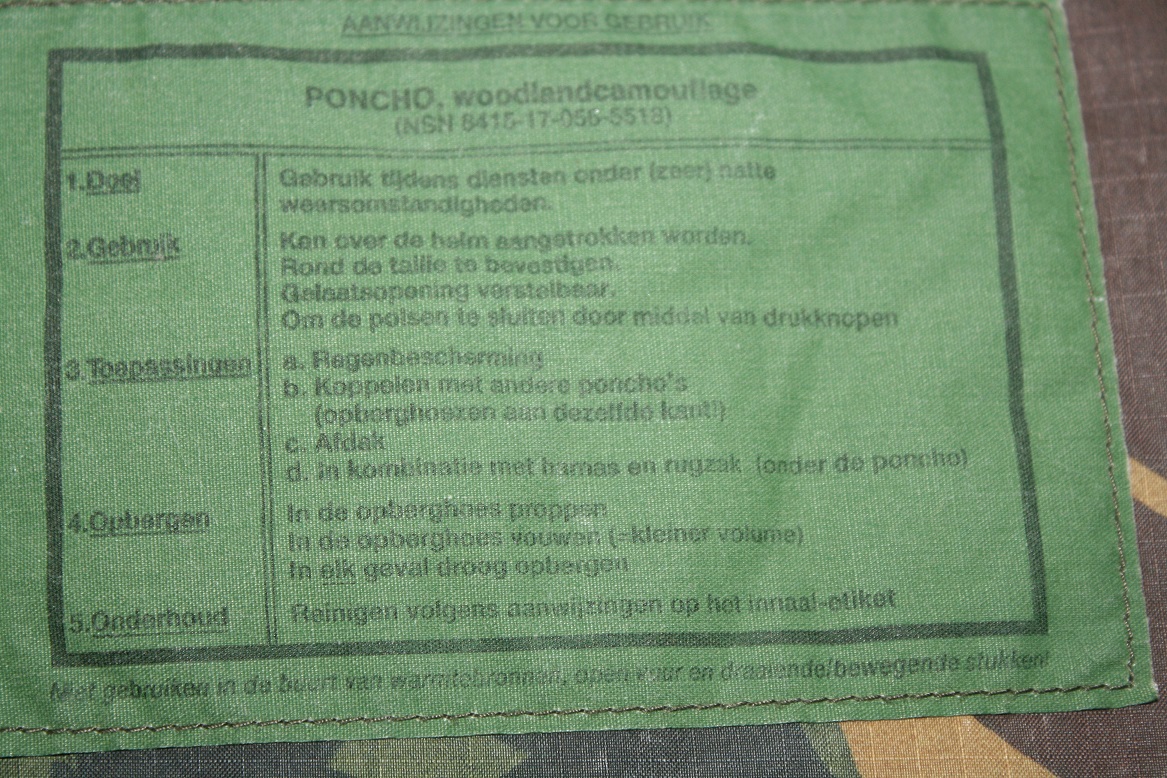 AANWIJZINGEN VOOR GEBRUIK
PONCHO, woodlandcamouflage
(NSN 8415-17-056-5518)
1.Doel
Gebruik tijdens diensten onder (zeer) natte
weersomstandigheden.
2.Gebruik
Kan over de helm aangetrokken worden.
Rond de taille te bevestigen.
Gelaatsopening verstelbaar.
Om de polsen te sluiten door middel van drukknopen
3.Toepassingen
a. Regenbescherming
b. Koppelen met andere poncho's
(opberghoezen aan dezelfde kant!)
c. Afdak
d. In kombinatie met harnas en rugzak (onder de poncho)
4.Opbergen
In de opberghoes proppen
In de opberghoes vouwen (=kleiner volume)
In elk geval droog opbergen
5.Onderhoud
Reinigen volgens aanwijzingen op het innaai-etiket
Niet gebruiken in de buurt van warmtebronnen, open vuur en draaiende/bewegende stukken!